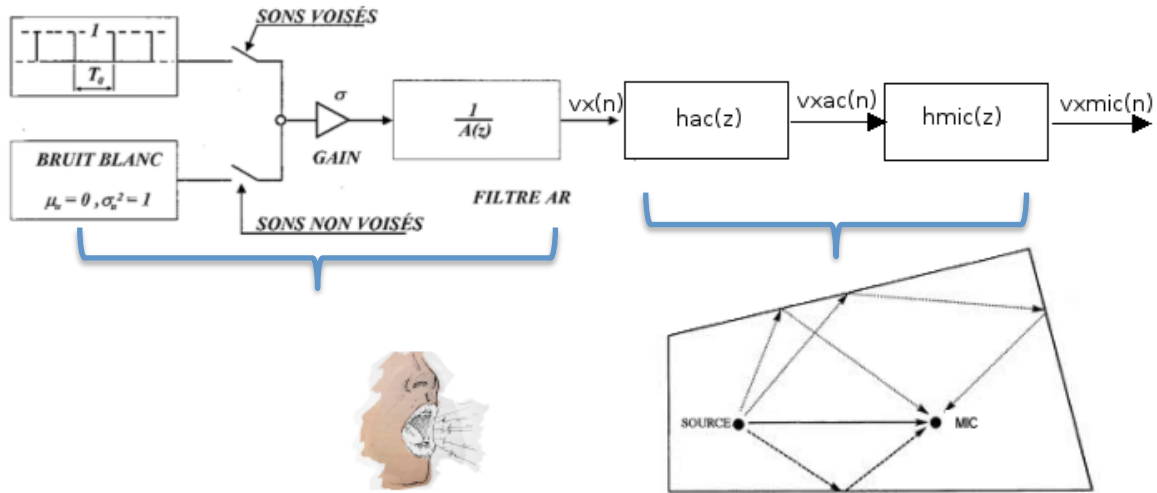 SONS VOISÉS
1
T₀
σ
vx(n)
hac(z)
vxac(n)
hmic(z)
vxmic(n)
1
A(z)
GAIN
BRUIT BLANC
μᵤ = 0 , σᵤ² = 1
FILTRE AR
SONS NON VOISÉS
SOURCE
MIC